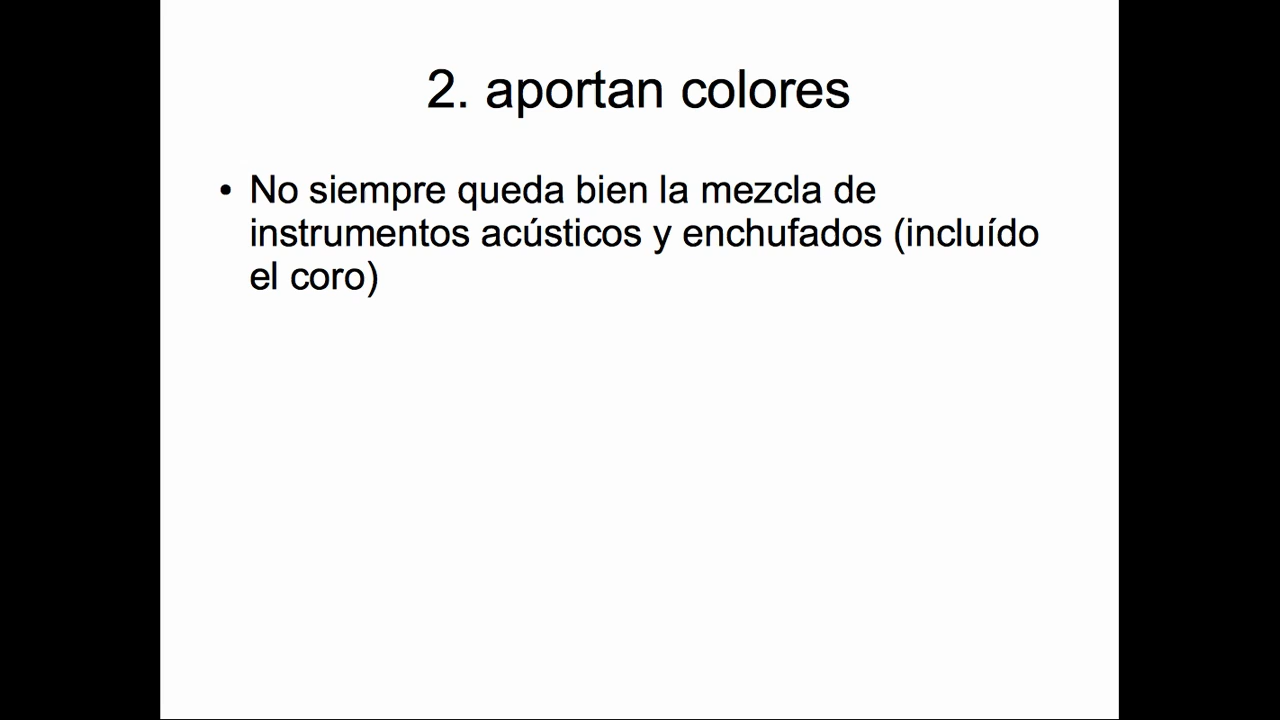 2. aportan colores
• No siempre queda bien la mezcla de
instrumentos acústicos y enchufados (incluído
el coro)